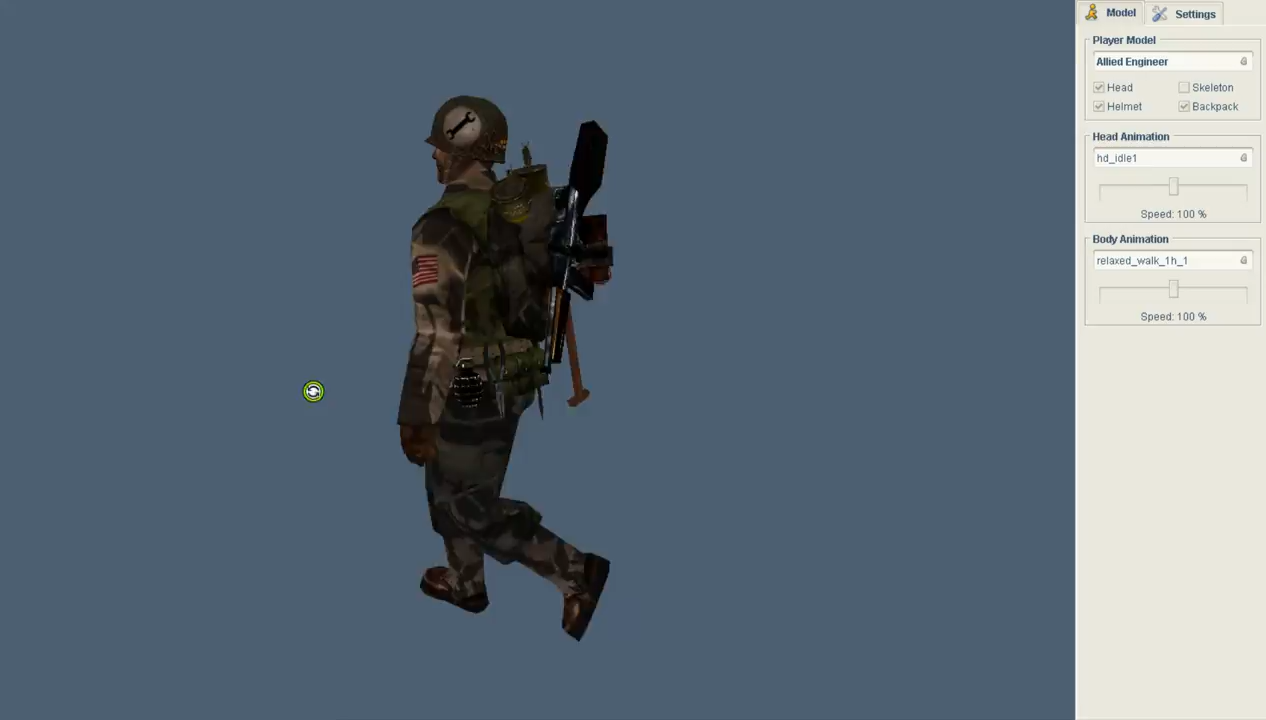 Model Settings
Player Model
Allied Engineer
Head Skeleton
Helmet Backpack
Head Animation
hd_idle1
Speed: 100 %
Body Animation
relaxed_walk_1h_1
Speed: 100 %